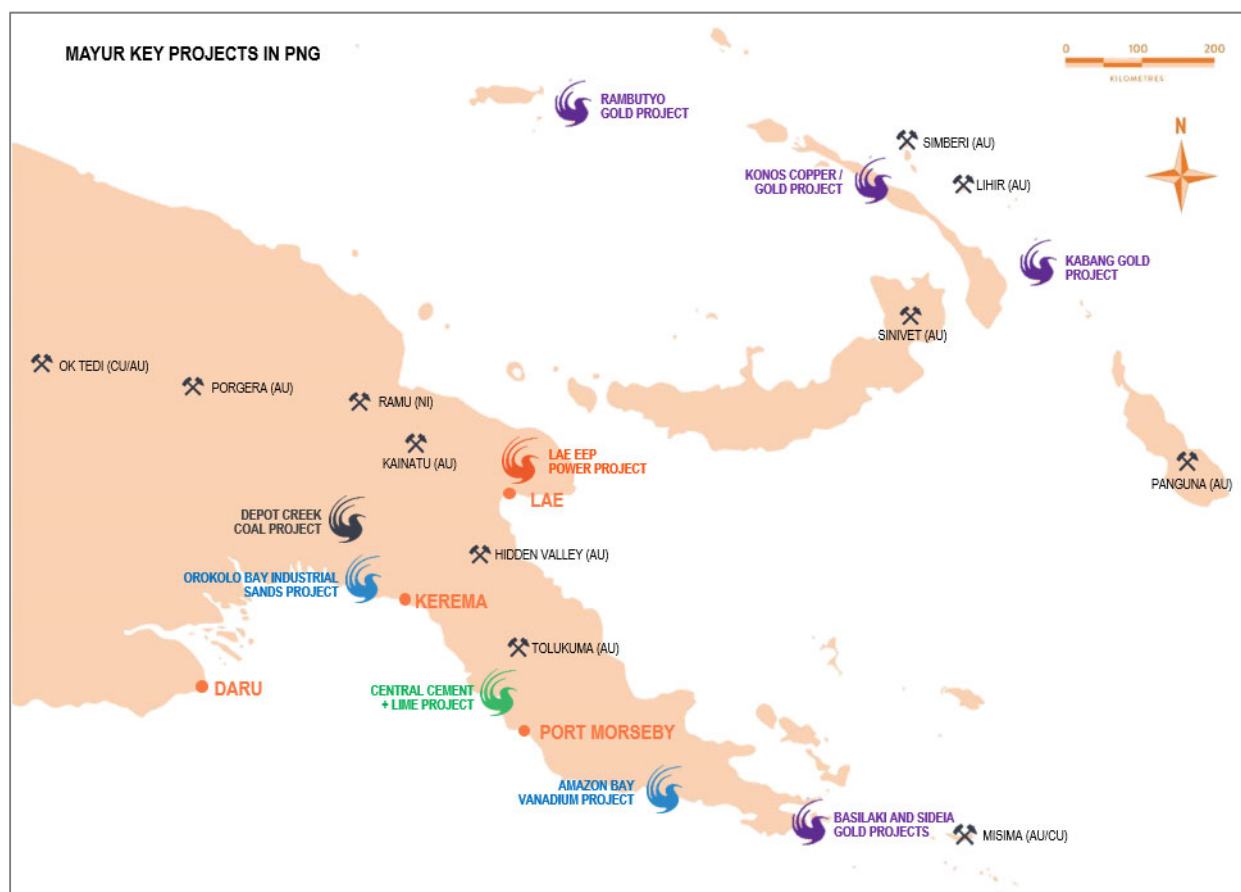 MAYUR KEY PROJECTS IN PNG
0 100 200
KILOMETRES
N
RAMBUTYO
GOLD PROJECT
SIMBERI (AU)
KONOS COPPER /
GOLD PROJECT
LIHIR (AU)
KABANG GOLD
PROJECT
SINIVET (AU)
OK TEDI (CU/AU)
PORGERA (AU)
RAMU (NI)
KAINATU (AU)
LAE EEP
POWER PROJECT
LAE
PANGUNA (AU)
DEPOT CREEK
COAL PROJECT
HIDDEN VALLEY (AU)
OROKOLO BAY INDUSTRIAL
SANDS PROJECT
KEREMA
TOLUKUMA (AU)
DARU
CENTRAL CEMENT
+ LIME PROJECT
PORT MORSEBY
AMAZON BAY
VANADIUM PROJECT
BASILAKI AND SIDEIA
GOLD PROJECTS
MISIMA (AU/CU)